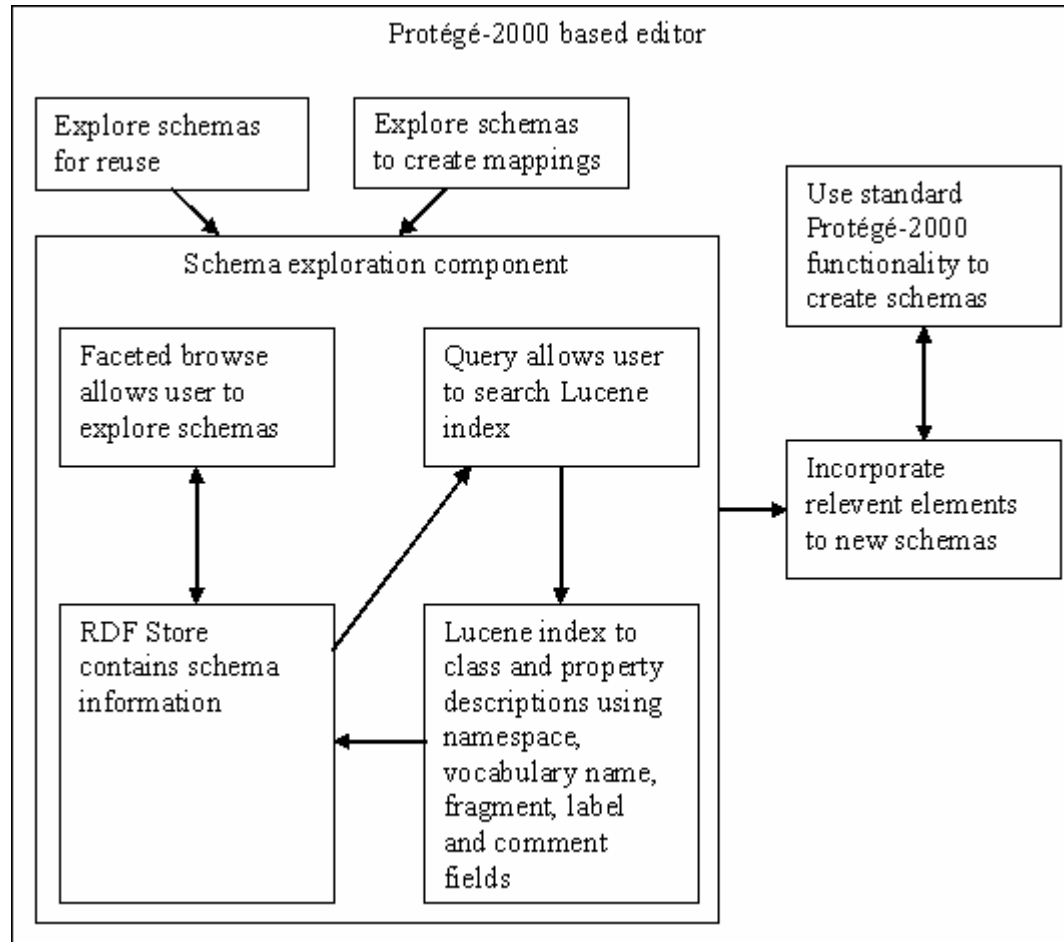 Protégé-2000 based editor
Explore schemas
for reuse
Explore schemas
to create mappings
Use standard
Protégé-2000
functionality to
create schemas
Schema exploration component
Faceted browse
allows user to
explore schemas
Query allows user
to search Lucene
index
Incorporate
relevent elements
to new schemas
RDF Store
contains schema
information
Lucene index to
class and property
descriptions using
namespace,
vocabulary name,
fragment, label
and comment
fields